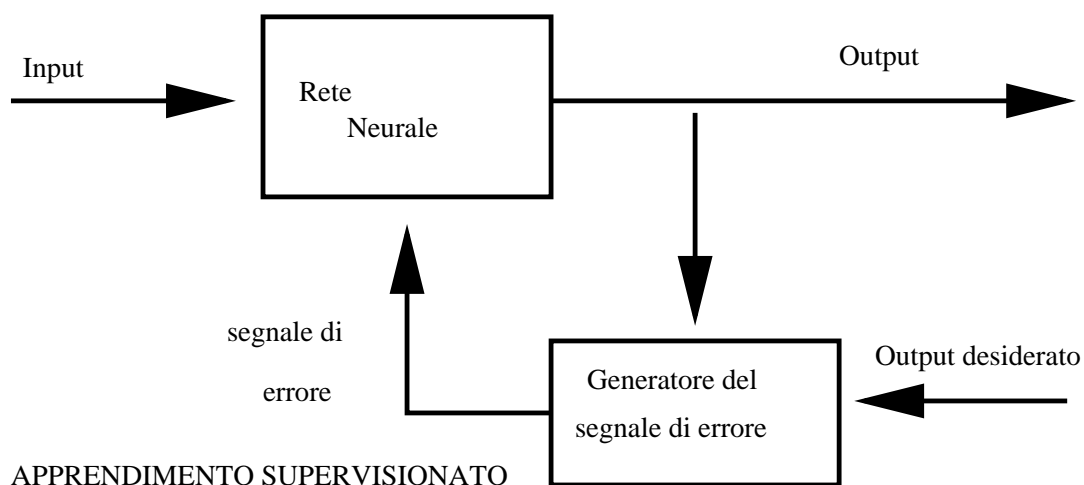 Input
Output
Rete
Neurale
segnale di
errore
Generatore del
segnale di errore
Output desiderato
APPRENDIMENTO SUPERVISIONATO